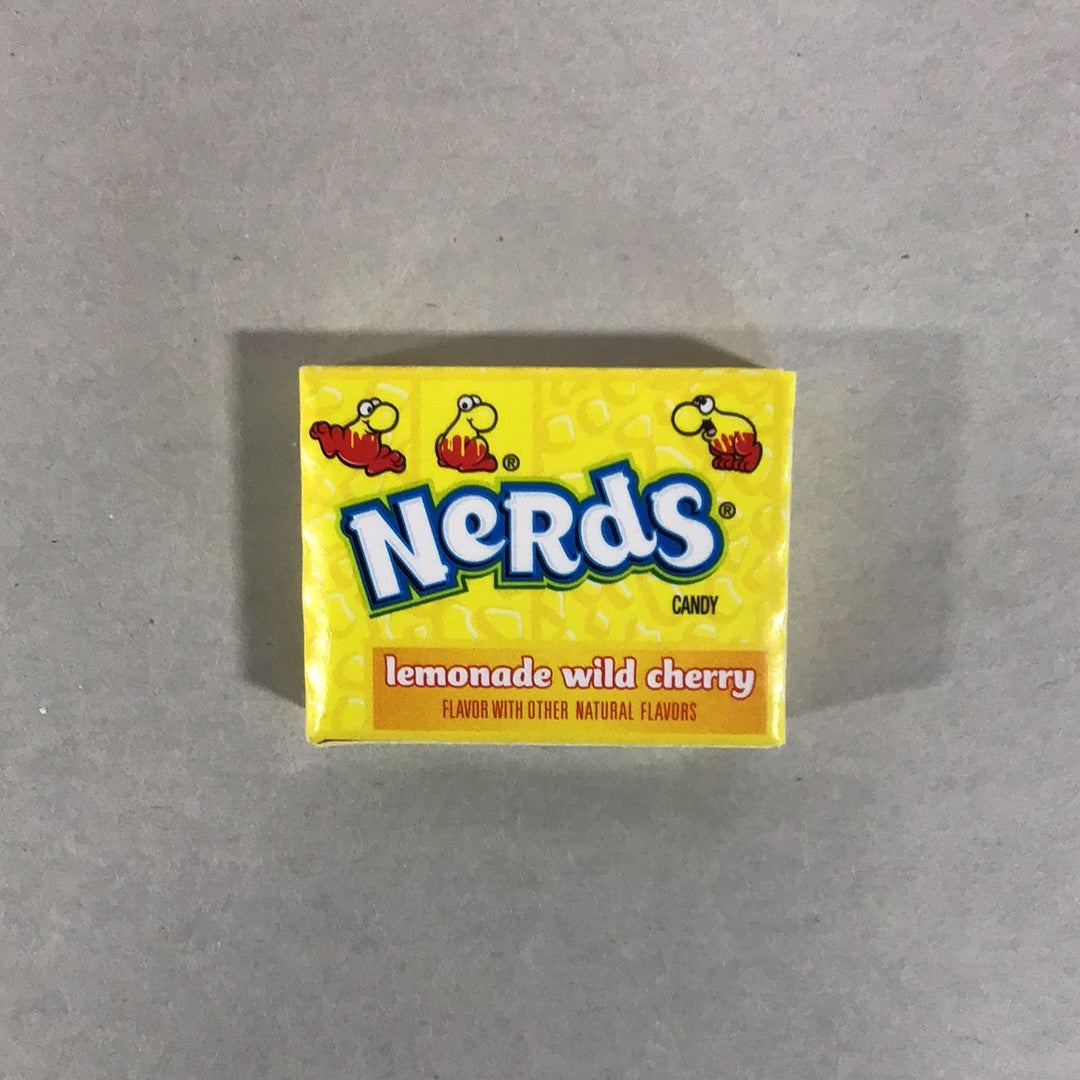 ®
NeRdS®
CANDY
lemonade wild cherry
FLAVOR WITH OTHER NATURAL FLAVORS